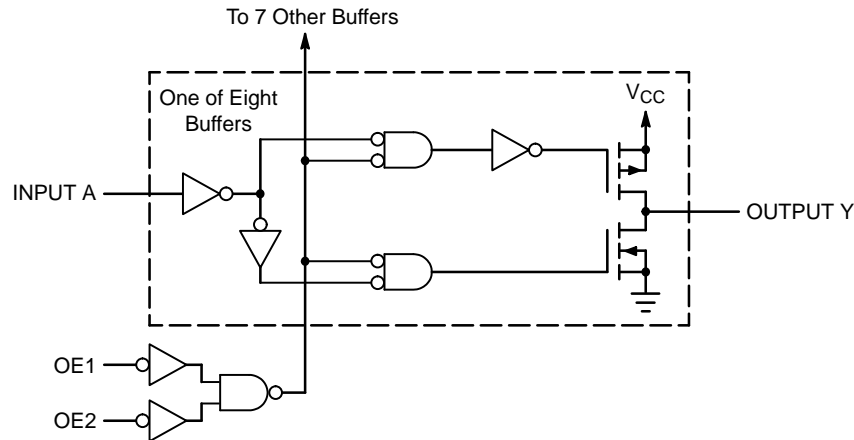 To 7 Other Buffers
One of Eight
Buffers
VCC
INPUT A
OUTPUT Y
OE1
OE2